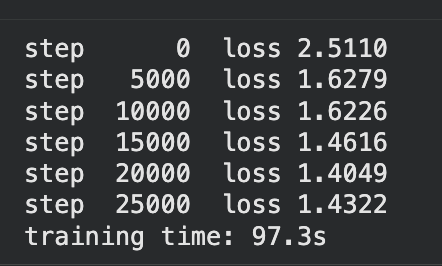 step      0  loss 2.5110
step   5000  loss 1.6279
step  10000  loss 1.6226
step  15000  loss 1.4616
step  20000  loss 1.4049
step  25000  loss 1.4322
training time: 97.3s